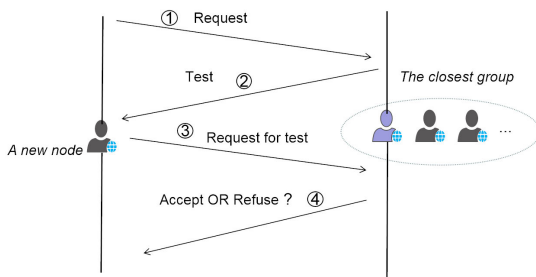 ① Request
Test ②
The closest group
③
Request for test
...
A new node
Accept OR Refuse ? ④